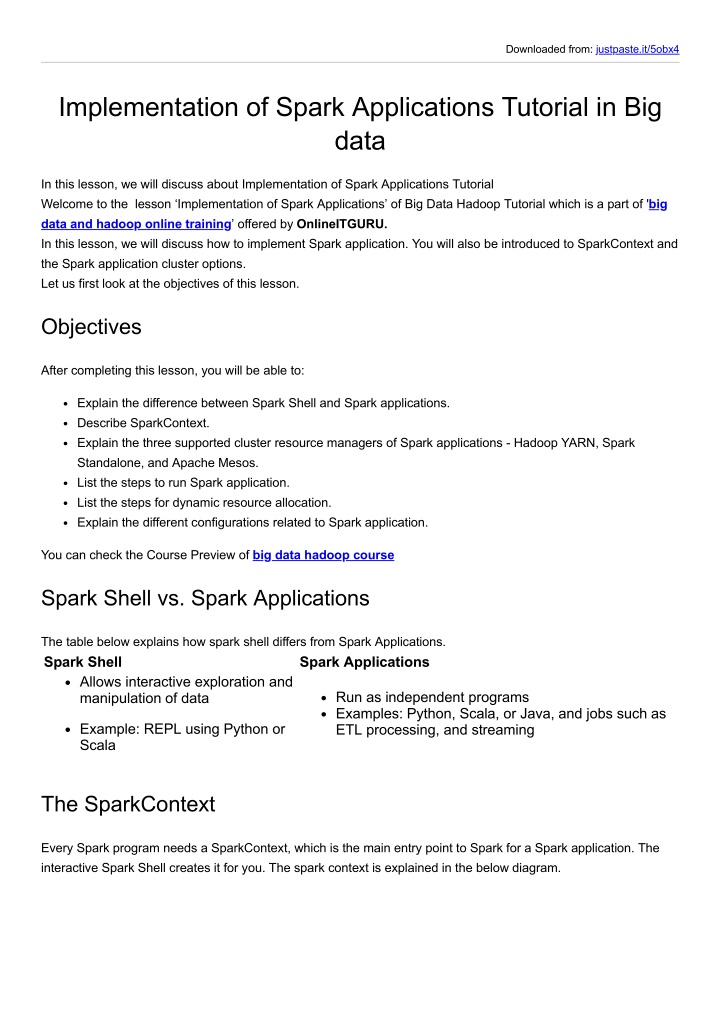 Downloaded from: justpaste.it/5obx4
Implementation of Spark Applications Tutorial in Big
data
In this lesson, we will discuss about Implementation of Spark Applications Tutorial
Welcome to the  lesson ‘Implementation of Spark Applications’ of Big Data Hadoop Tutorial which is a part of 'big
data and hadoop online training’ offered by OnlineITGURU.
In this lesson, we will discuss how to implement Spark application. You will also be introduced to SparkContext and
the Spark application cluster options.
Let us first look at the objectives of this lesson.
Objectives
After completing this lesson, you will be able to:
• Explain the difference between Spark Shell and Spark applications.
• Describe SparkContext.
• Explain the three supported cluster resource managers of Spark applications - Hadoop YARN, Spark
Standalone, and Apache Mesos.
• List the steps to run Spark application.
• List the steps for dynamic resource allocation.
• Explain the different configurations related to Spark application.
You can check the Course Preview of big data hadoop course
Spark Shell vs. Spark Applications
The table below explains how spark shell differs from Spark Applications.
Spark Shell
• Allows interactive exploration and
manipulation of data
• Example: REPL using Python or
Scala
Spark Applications
• Run as independent programs
• Examples: Python, Scala, or Java, and jobs such as
ETL processing, and streaming
The SparkContext
Every Spark program needs a SparkContext, which is the main entry point to Spark for a Spark application. The
interactive Spark Shell creates it for you. The spark context is explained in the below diagram.